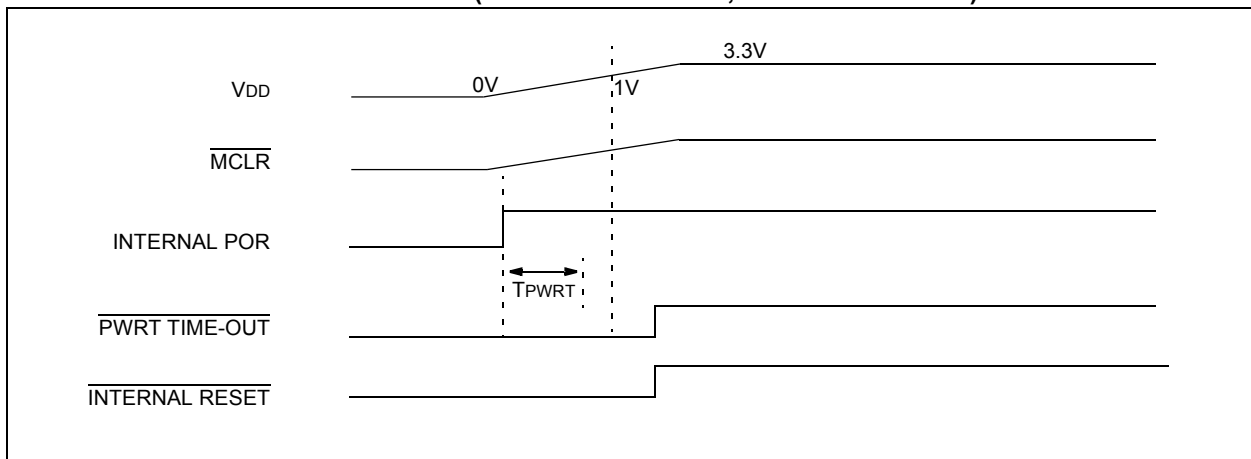 3.3V
VDD
0V
1V
MCLR
INTERNAL POR
TPWRT
PWRT TIME-OUT
INTERNAL RESET